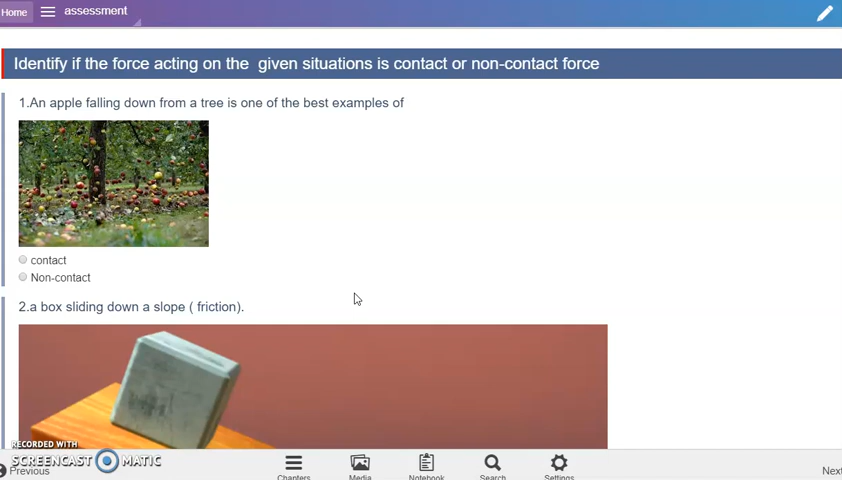 Home
assessment
Identify if the force acting on the given situations is contact or non-contact force
1.An apple falling down from a tree is one of the best examples of
contact
Non-contact
2.a box sliding down a slope ( friction).
RECORDED WITH
SCREENCAST MATIC
Previous
Chapters
Media
Notebook
Search
Settings
Next